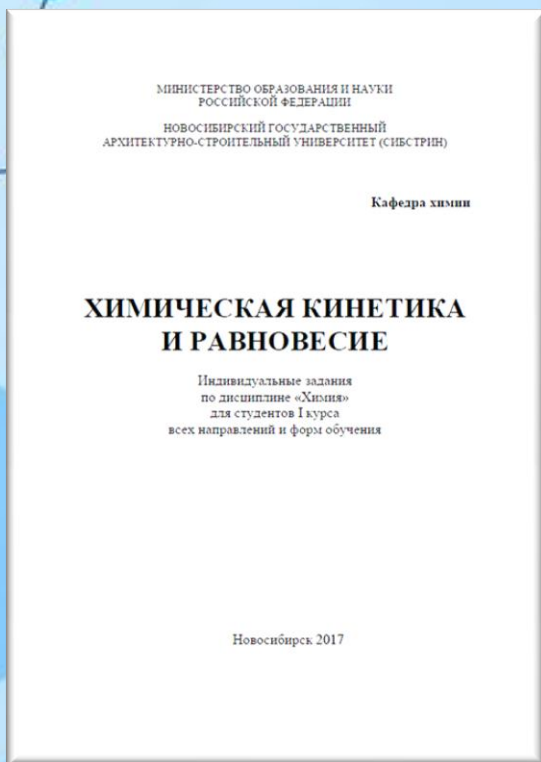 МИНИСТЕРСТВО ОБРАЗОВАНИЯ И НАУКИ
РОССИЙСКОЙ ФЕДЕРАЦИИ
НОВОСИБИРСКИЙ ГОСУДАРСТВЕННЫЙ
АРХИТЕКТУРНО-СТРОИТЕЛЬНЫЙ УНИВЕРСИТЕТ (СИБСТРИН)
Кафедра химии
ХИМИЧЕСКАЯ КИНЕТИКА
И РАВНОВЕСИЕ
Индивидуальные задания
по дисциплине «Химия»
для студентов I курса
всех направлений и форм обучения
Новосибирск 2017